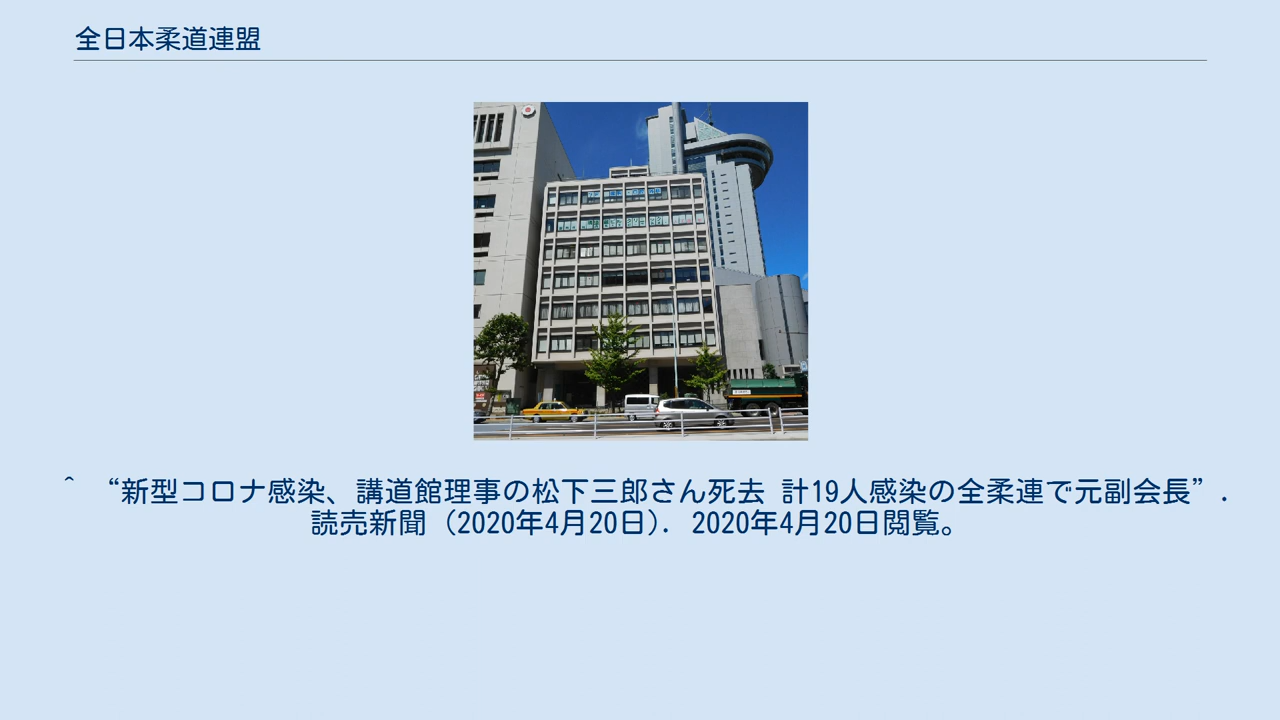 全日本柔道連盟
^ “新型コロナ感染、講道館理事の松下三郎さん死去 計19人感染の全柔連で元副会長”.
読売新聞 (2020年4月20日). 2020年4月20日閲覧。